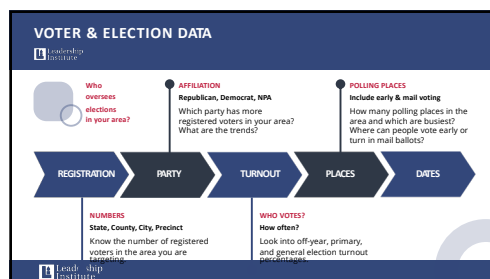 VOTER & ELECTION DATA
Leadership
Institute
Who
oversees
elections
in your area?
AFFILIATION
Republican, Democrat, NPA
Which party has more
registered voters in your area?
What are the trends?
POLLING PLACES
Include early & mail voting
How many polling places in the
area and which are busiest?
Where can people vote early or
turn in mail ballots?
REGISTRATION
PARTY
TURNOUT
PLACES
DATES
NUMBERS
State, County, City, Precinct
Know the number of registered
voters in the area you are
targeting.
WHO VOTES?
How often?
Look into off-year, primary,
and general election turnout
percentages.
Leadership
Institute